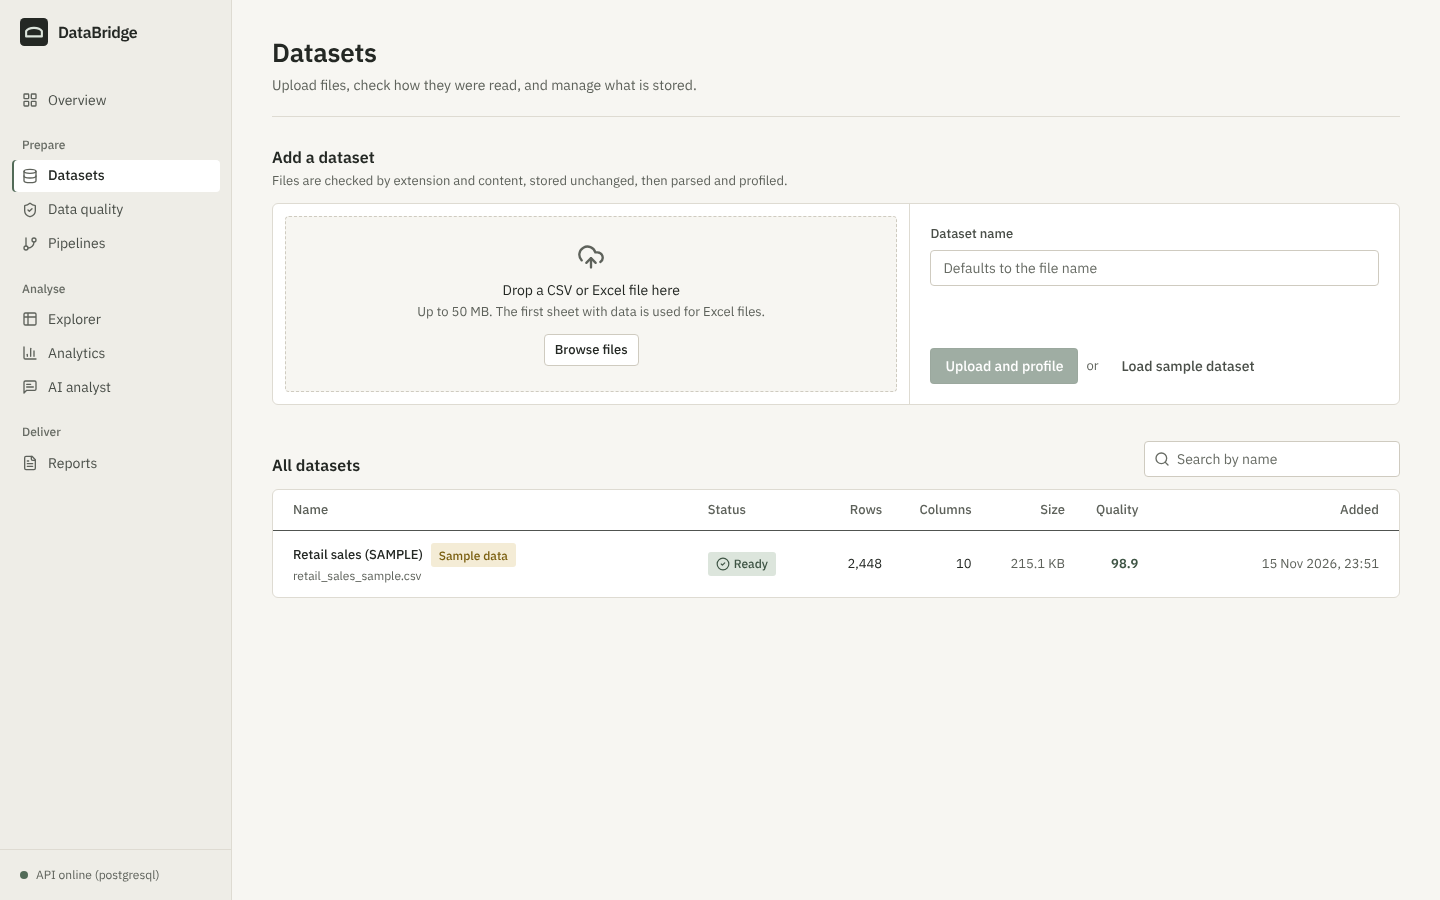 DataBridge
Overview
Prepare
Datasets
Data quality
Pipelines
Analyse
Explorer
Analytics
AI analyst
Deliver
Reports
API online (postgresql)
Datasets
Upload files, check how they were read, and manage what is stored.
Add a dataset
Files are checked by extension and content, stored unchanged, then parsed and profiled.
Drop a CSV or Excel file here
Up to 50 MB. The first sheet with data is used for Excel files.
Browse files
Dataset name
Defaults to the file name
Upload and profile or Load sample dataset
All datasets
Search by name
Name Status Rows Columns Size Quality Added
Retail sales (SAMPLE) Sample data
retail_sales_sample.csv
Ready 2,448 10 215.1 KB 98.9 15 Nov 2026, 23:51